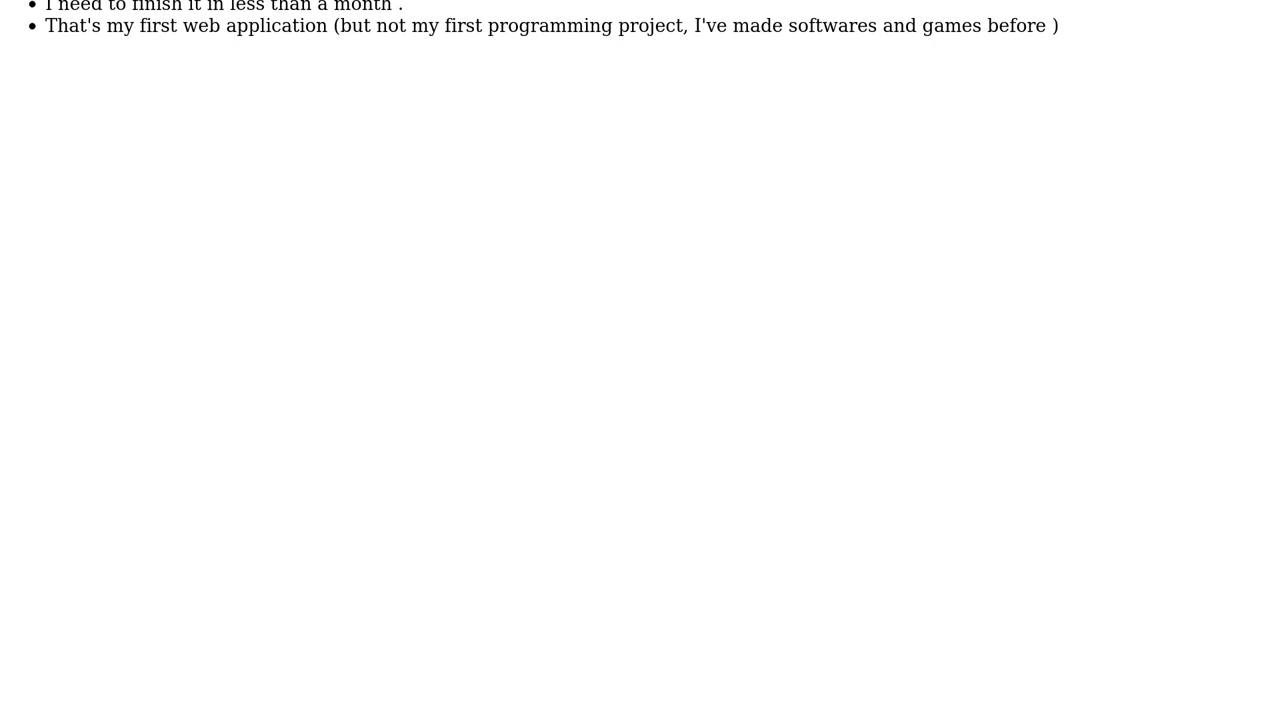 I need to finish it in less than a month .
That's my first web application (but not my first programming project, I've made softwares and games before )